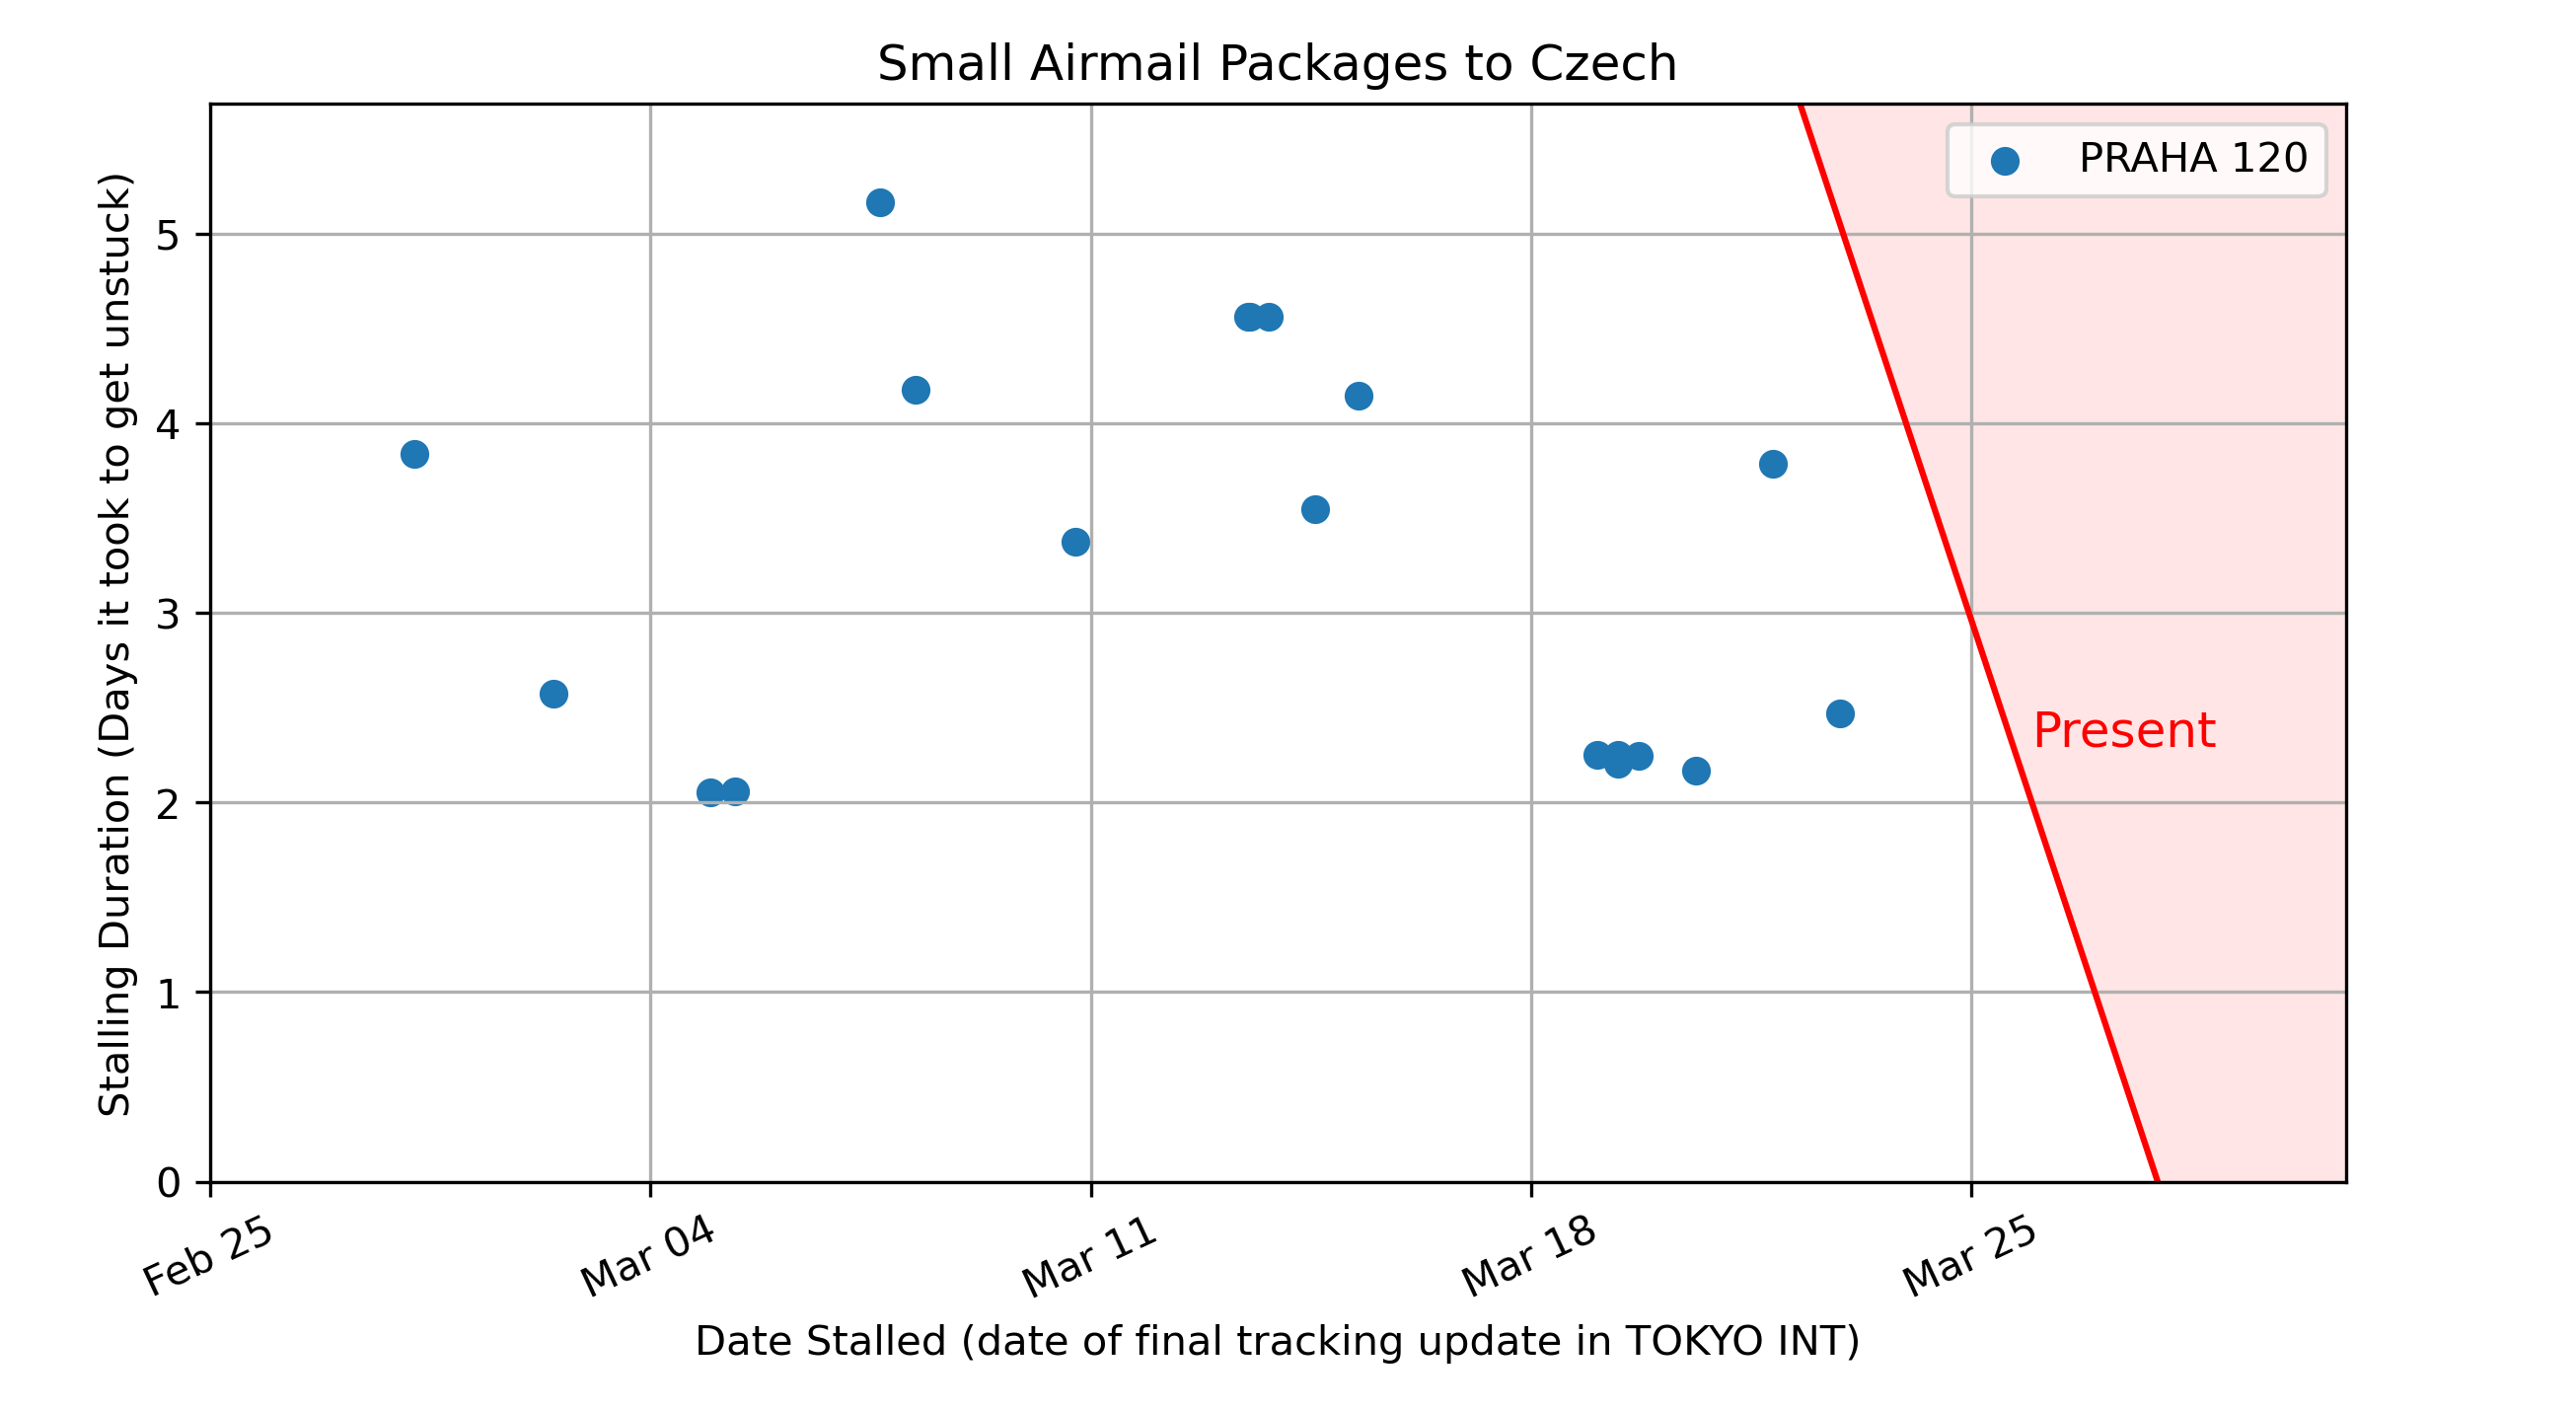 Small Airmail Packages to Czech
PRAHA 120
Stalling Duration (Days it took to get unstuck)
5
4
3
2
1
0
Present
Feb 25
Mar 04
Mar 11
Mar 18
Mar 25
Date Stalled (date of final tracking update in TOKYO INT)